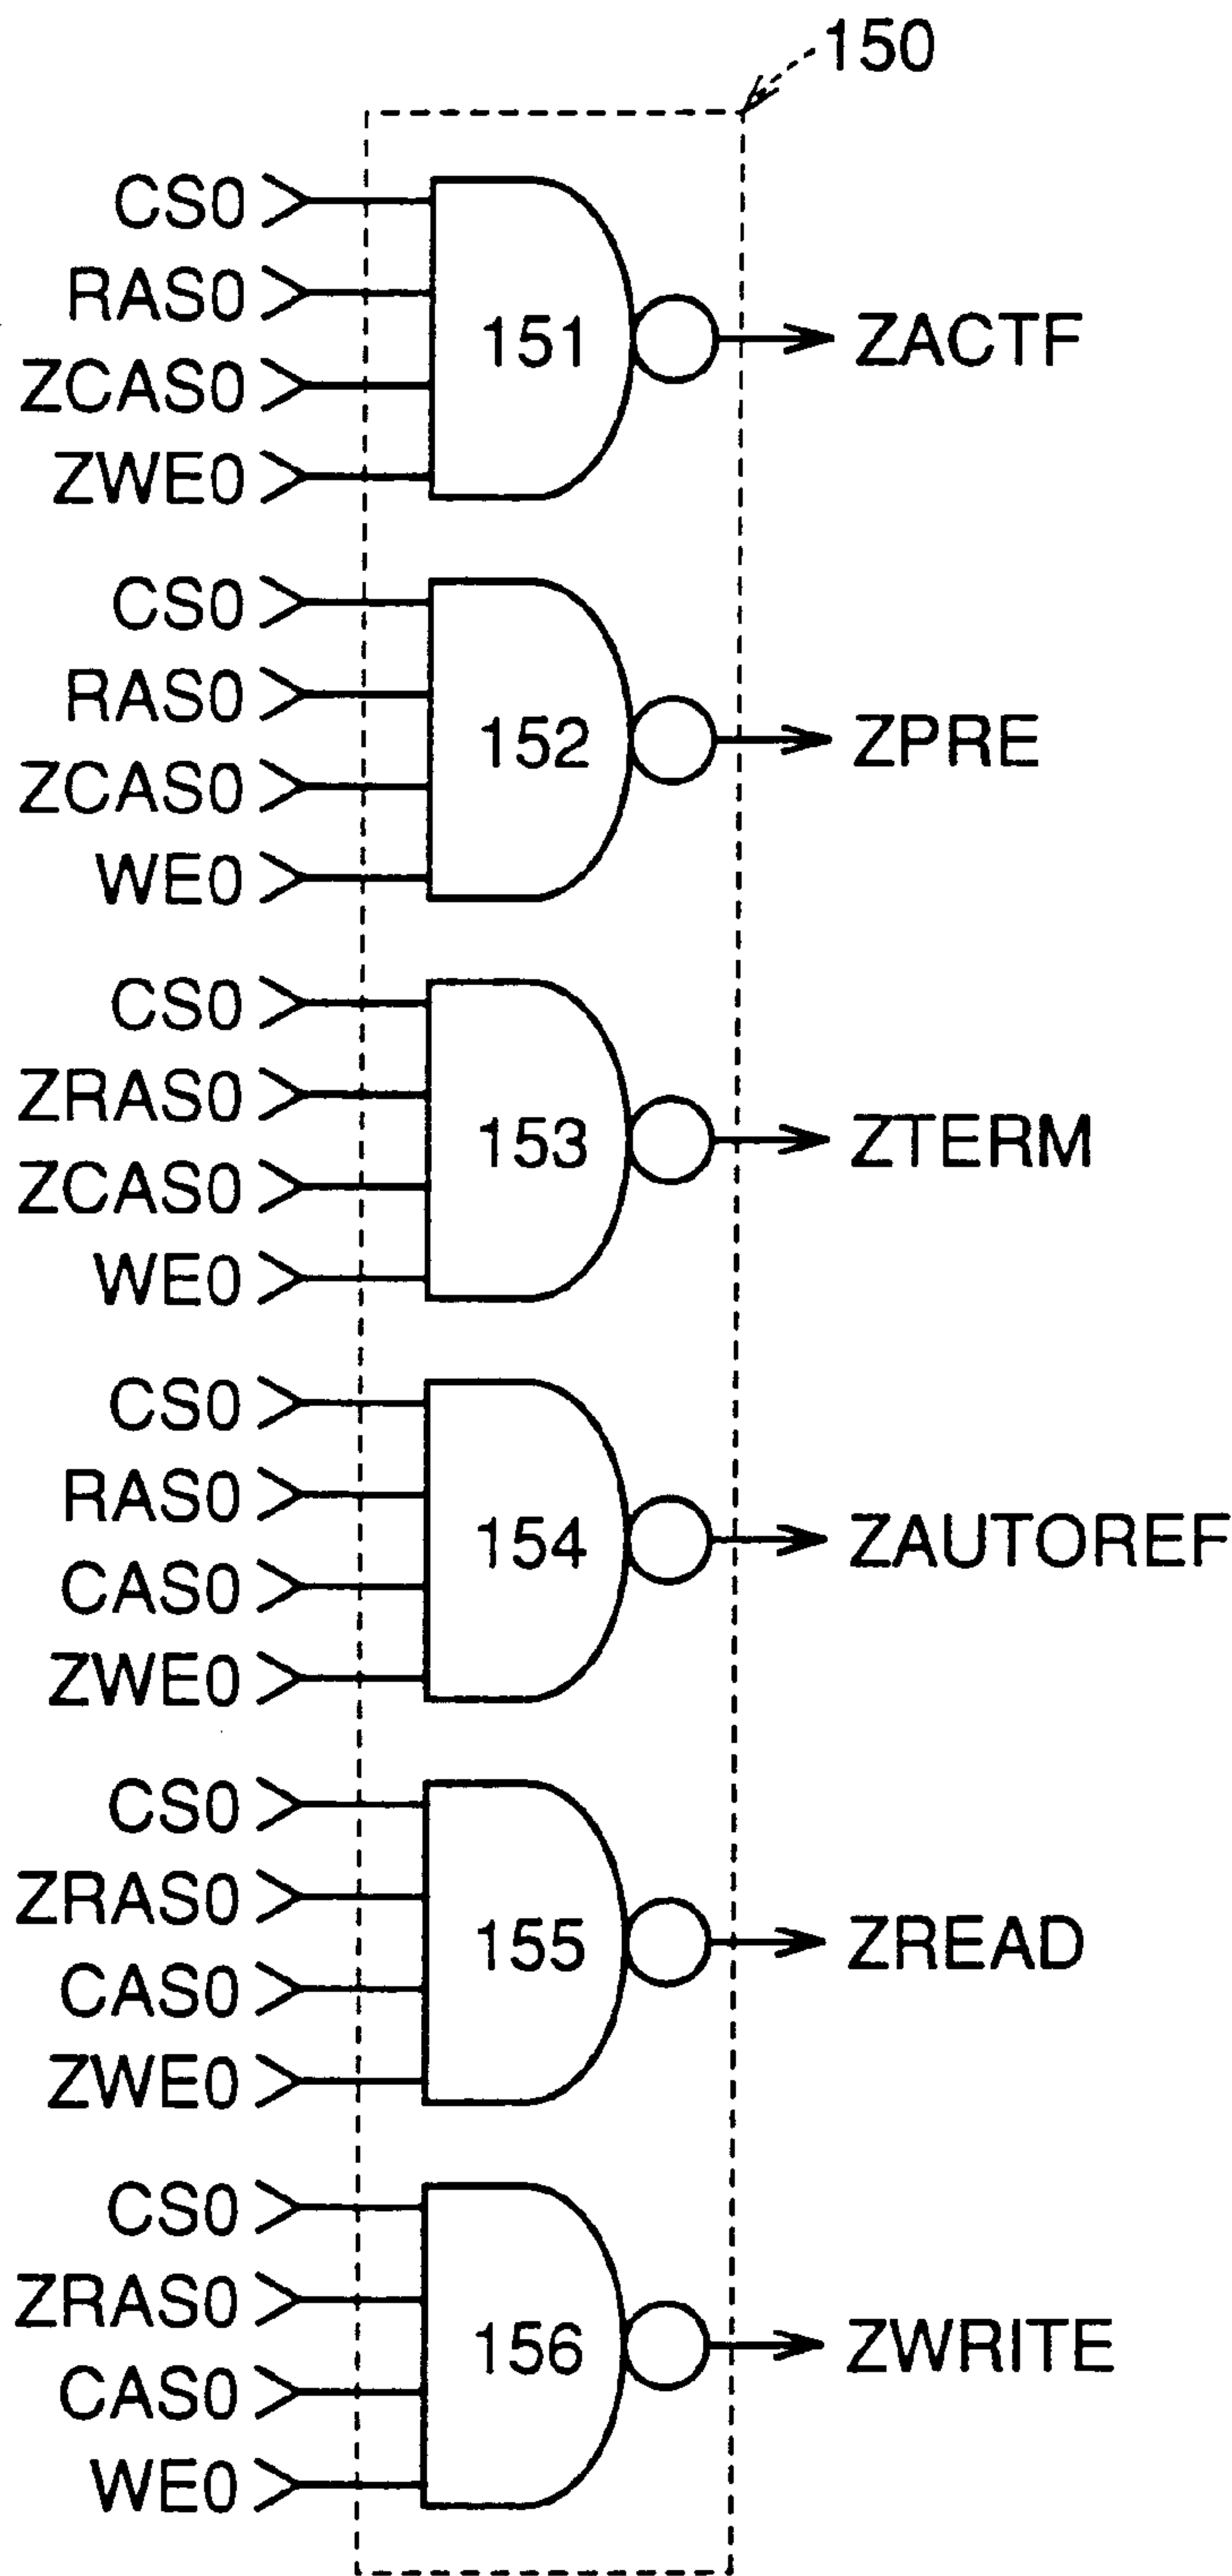 150
CS0
RAS0
ZCAS0
ZWE0
151
ZACTF
CS0
RAS0
ZCAS0
WE0
152
ZPRE
CS0
ZRAS0
ZCAS0
WE0
153
ZTERM
CS0
RAS0
CAS0
ZWE0
154
ZAUTOREF
CS0
ZRAS0
CAS0
ZWE0
155
ZREAD
CS0
ZRAS0
CAS0
WE0
156
ZWRITE